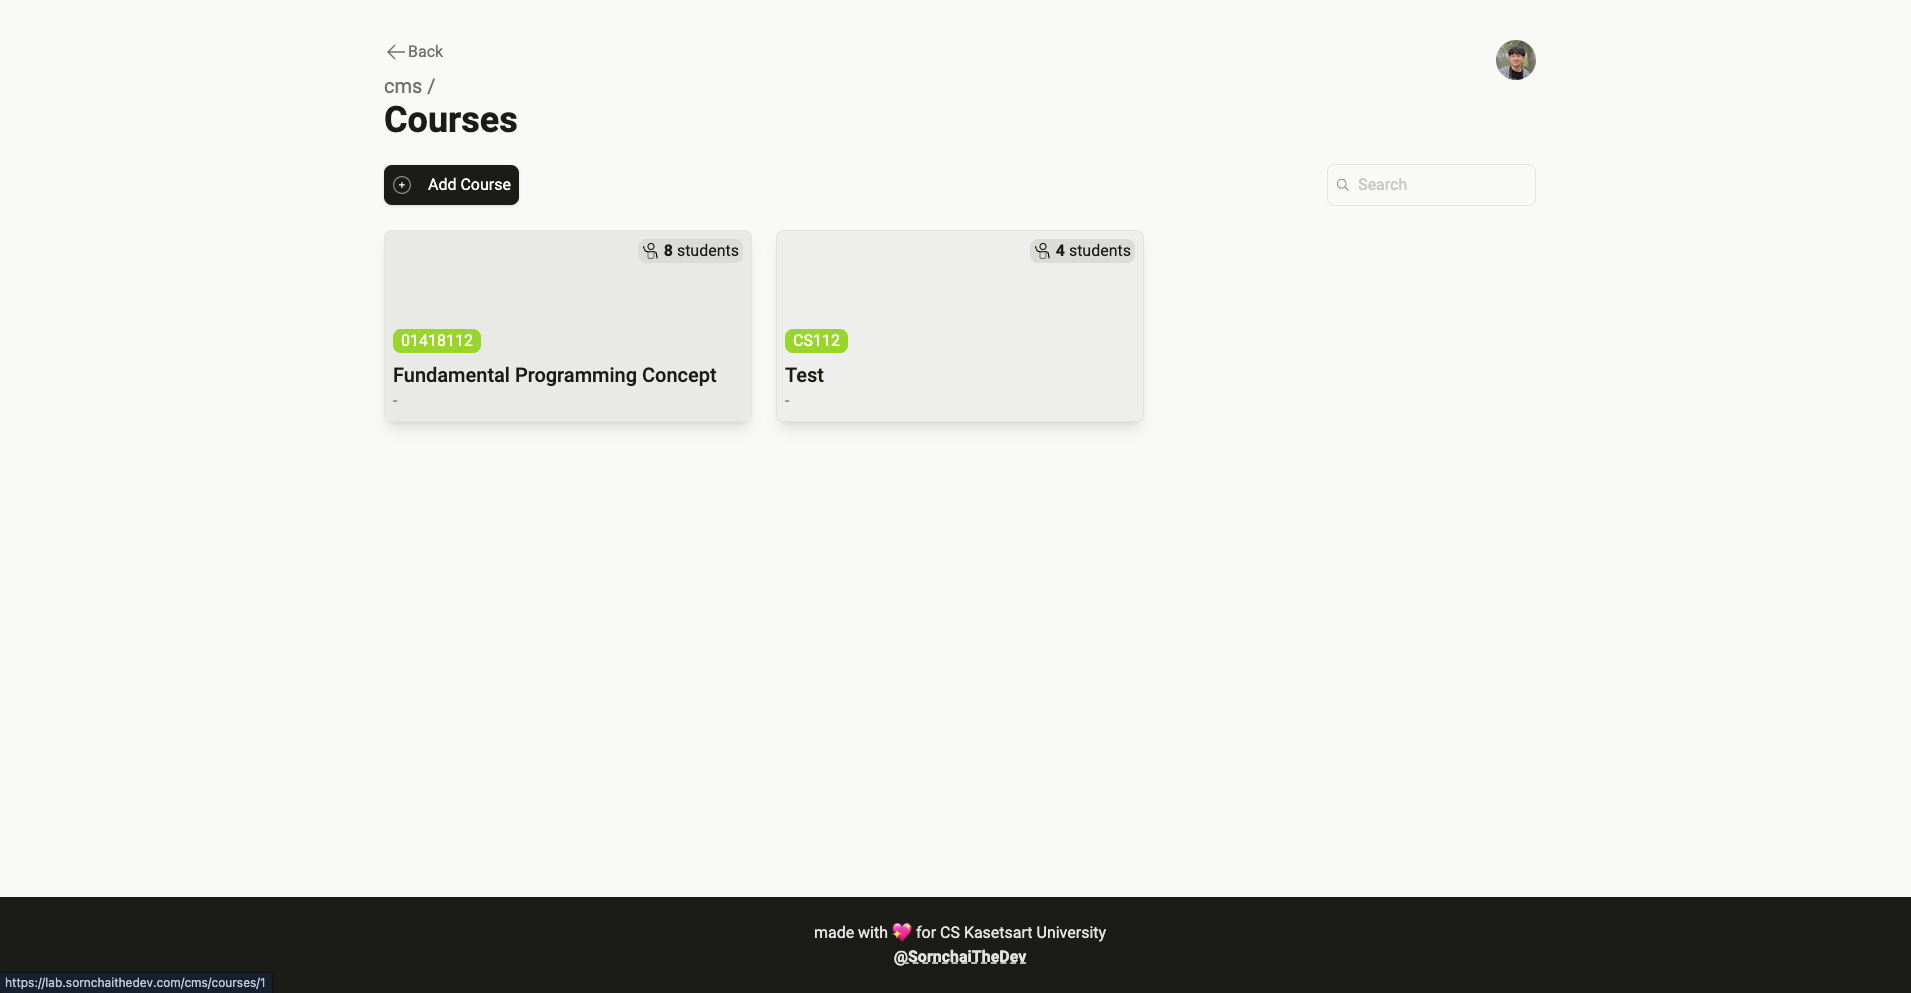 Back
cms /
Courses
Add Course
Search
8 students
01418112
Fundamental Programming Concept
-
4 students
CS112
Test
-
made with 💖 for CS Kasetsart University
@SornchaiTheDev
https://lab.sornchaithedev.com/cms/courses/1